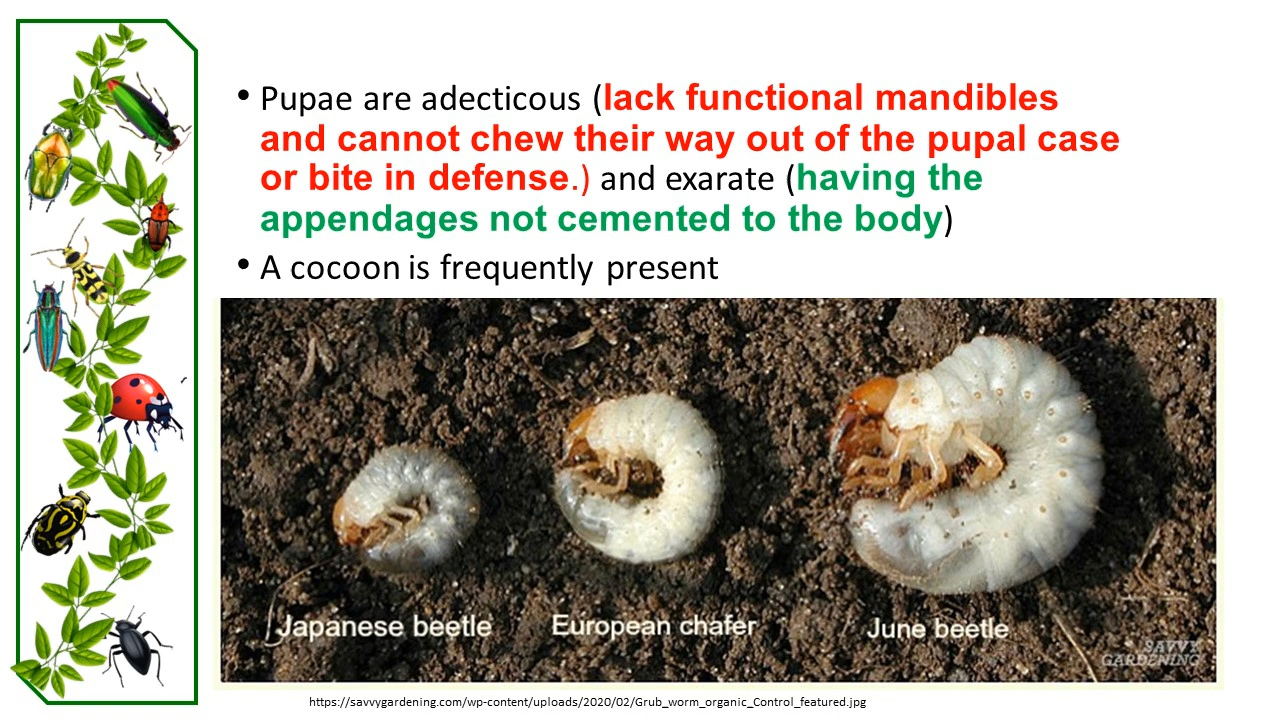 • Pupae are adecticous (lack functional mandibles
and cannot chew their way out of the pupal case
or bite in defense.) and exarate (having the
appendages not cemented to the body)
• A cocoon is frequently present
Japanese beetle
European chafer
June beetle
SAVVY
GARDENING
https://savvygardening.com/wp-content/uploads/2020/02/Grub_worm_organic_Control_featured.jpg